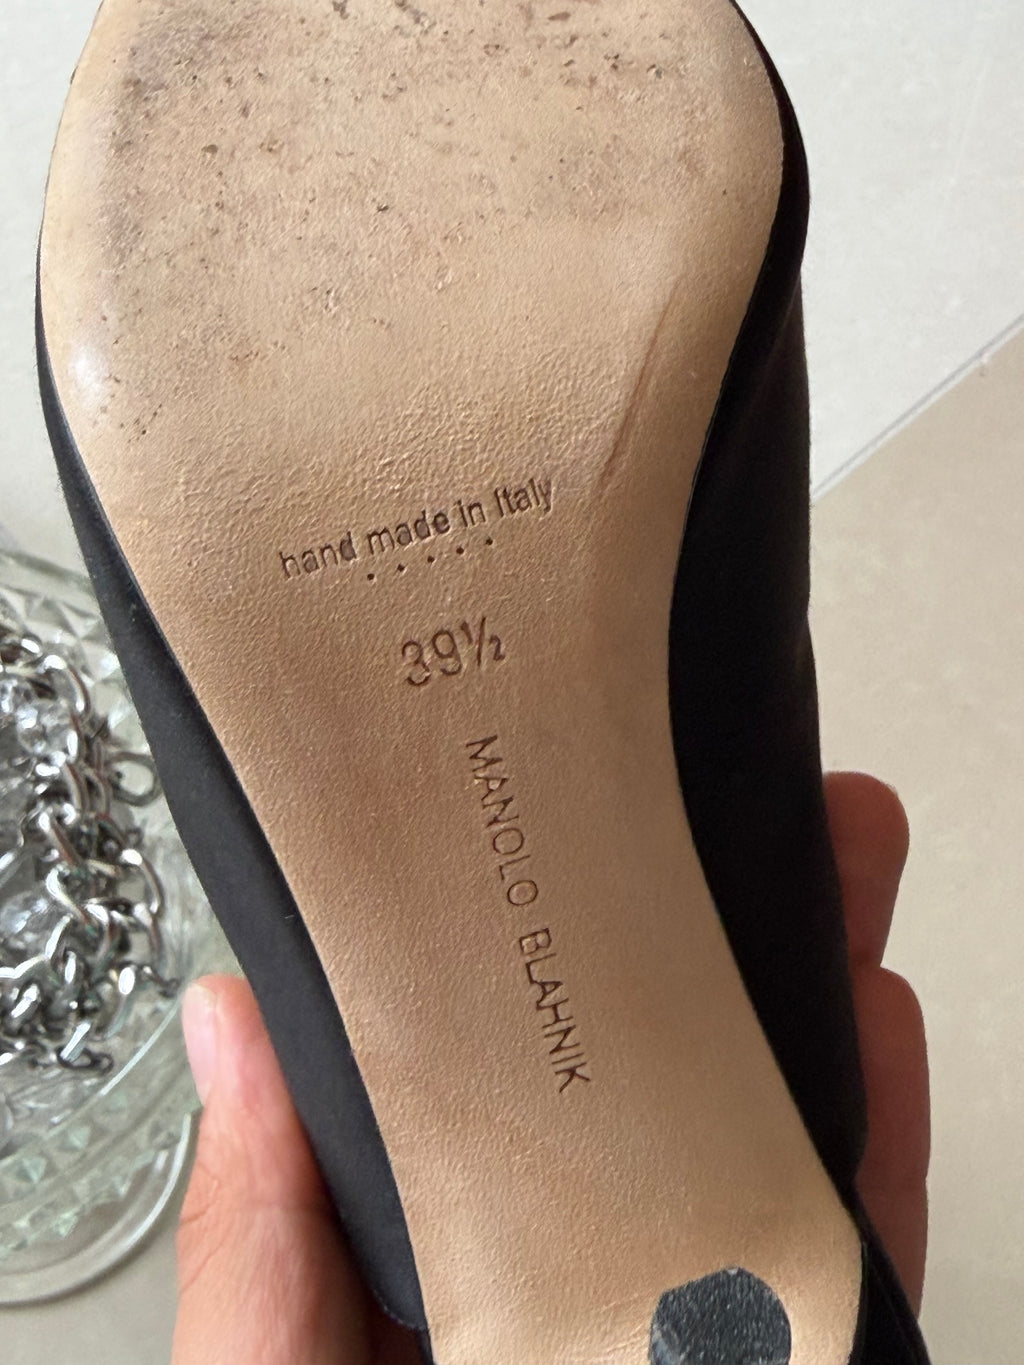 hand made in Italy
39½
MANOLO BLAHNIK